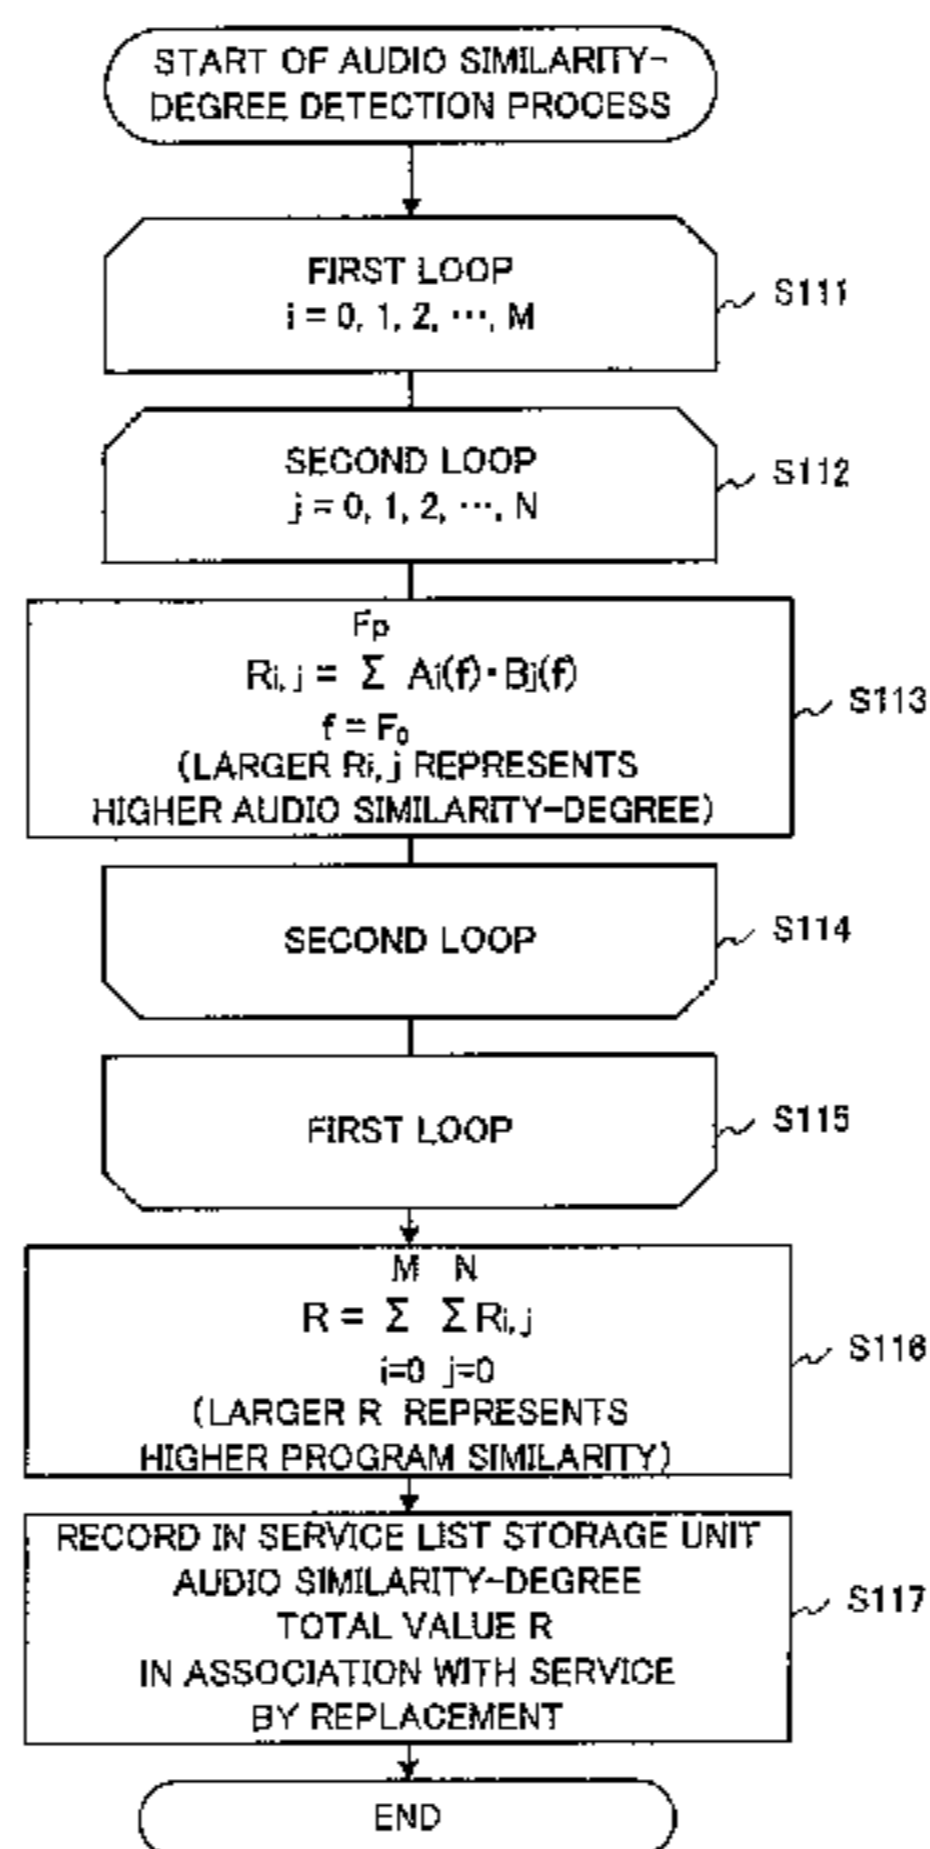 START OF AUDIO SIMILARITY-
DEGREE DETECTION PROCESS
FIRST LOOP
i = 0, 1, 2, ⋯, M
S111
SECOND LOOP
j = 0, 1, 2, ⋯, N
S112
Fp
Ri, j = Σ Ai(f)・Bj(f)
f = F0
(LARGER Ri, j REPRESENTS
HIGHER AUDIO SIMILARITY-DEGREE)
S113
SECOND LOOP
S114
FIRST LOOP
S115
M N
R = Σ Σ Ri, j
i=0 j=0
(LARGER R REPRESENTS
HIGHER PROGRAM SIMILARITY)
S116
RECORD IN SERVICE LIST STORAGE UNIT
AUDIO SIMILARITY-DEGREE
TOTAL VALUE R
IN ASSOCIATION WITH SERVICE
BY REPLACEMENT
S117
END